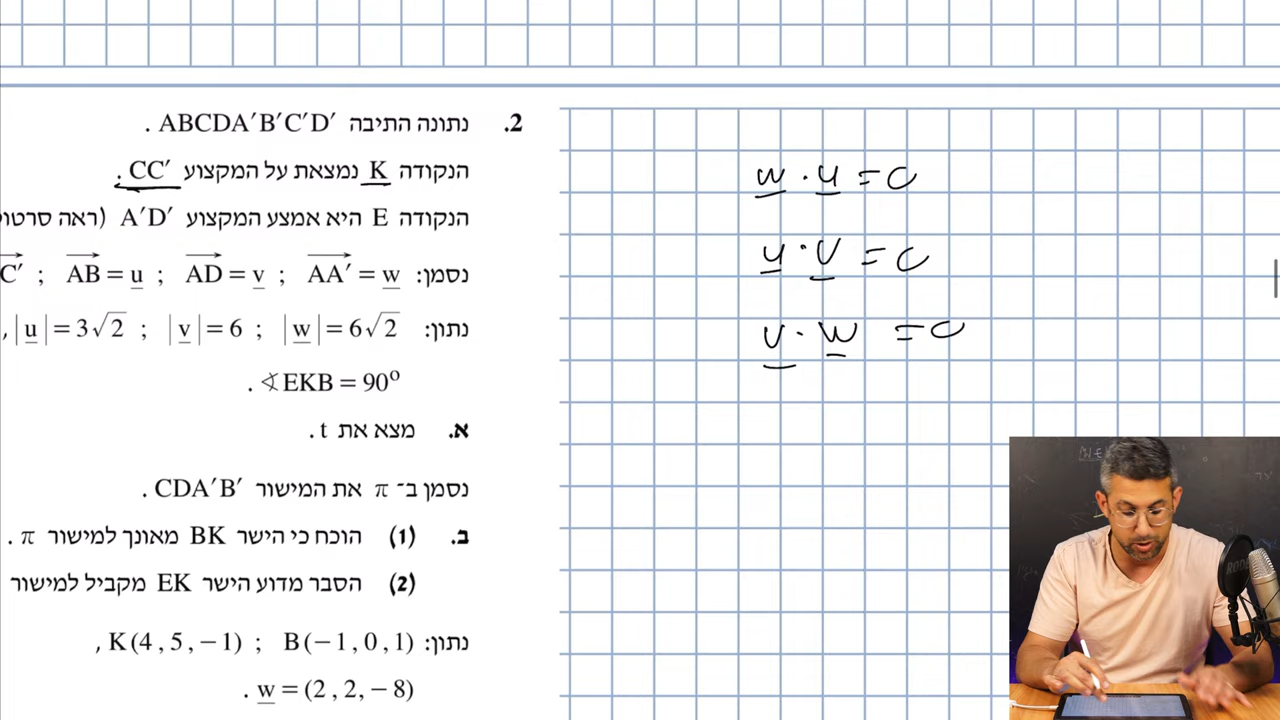 2. נתונה התיבה ABCDA′B′C′D′ .
הנקודה K נמצאת על המקצוע CC′ .
הנקודה E היא אמצע המקצוע A′D′ (ראה סרטו
נסמן: AA′ = w ; AD = v ; AB = u ; C′
נתון: |w| = 6√2 ; |v| = 6 ; |u| = 3√2 ,
∢EKB = 90° .
א. מצא את t .
נסמן ב־ π את המישור CDA′B′ .
ב. (1) הוכח כי הישר BK מאונך למישור π .
(2) הסבר מדוע הישר EK מקביל למישור
נתון: K(4, 5, −1) ; B(−1, 0, 1) ,
w = (2, 2, −8) .
w · u = 0
u · v = 0
v · w = 0